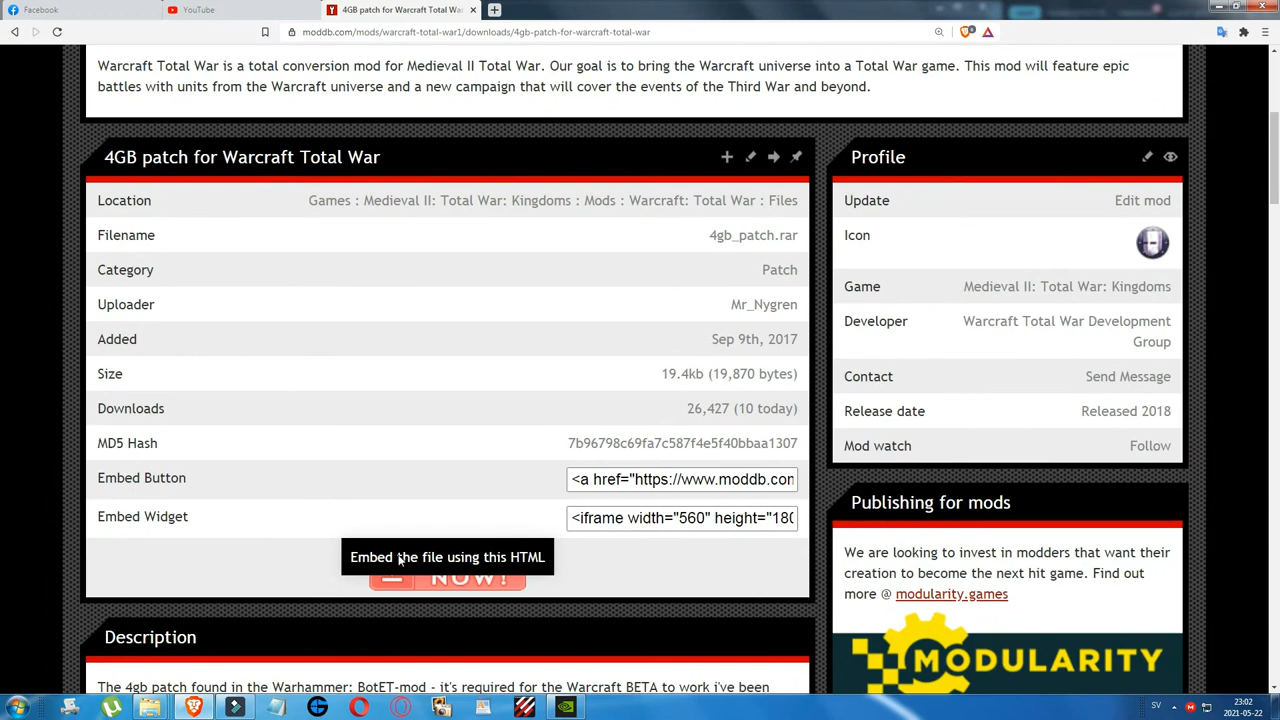 Facebook
YouTube
4GB patch for Warcraft Total War
moddb.com/mods/warcraft-total-war1/downloads/4gb-patch-for-warcraft-total-war
Warcraft Total War is a total conversion mod for Medieval II Total War. Our goal is to bring the Warcraft universe into a Total War game. This mod will feature epic
battles with units from the Warcraft universe and a new campaign that will cover the events of the Third War and beyond.
4GB patch for Warcraft Total War
Location Games : Medieval II: Total War: Kingdoms : Mods : Warcraft: Total War : Files
Filename 4gb_patch.rar
Category Patch
Uploader Mr_Nygren
Added Sep 9th, 2017
Size 19.4kb (19,870 bytes)
Downloads 26,427 (10 today)
MD5 Hash 7b96798c69fa7c587f4e5f40bbaa1307
Embed Button <a href="https://www.moddb.con
Embed Widget <iframe width="560" height="180
Embed the file using this HTML
NOW!
Description
The 4gb patch found in the Warhammer: BotET-mod - it's required for the Warcraft BETA to work i've been
Profile
Update Edit mod
Icon
Game Medieval II: Total War: Kingdoms
Developer Warcraft Total War Development
Group
Contact Send Message
Release date Released 2018
Mod watch Follow
Publishing for mods
We are looking to invest in modders that want their
creation to become the next hit game. Find out
more @ modularity.games
MODULARITY
SV
23:02
2021-05-22